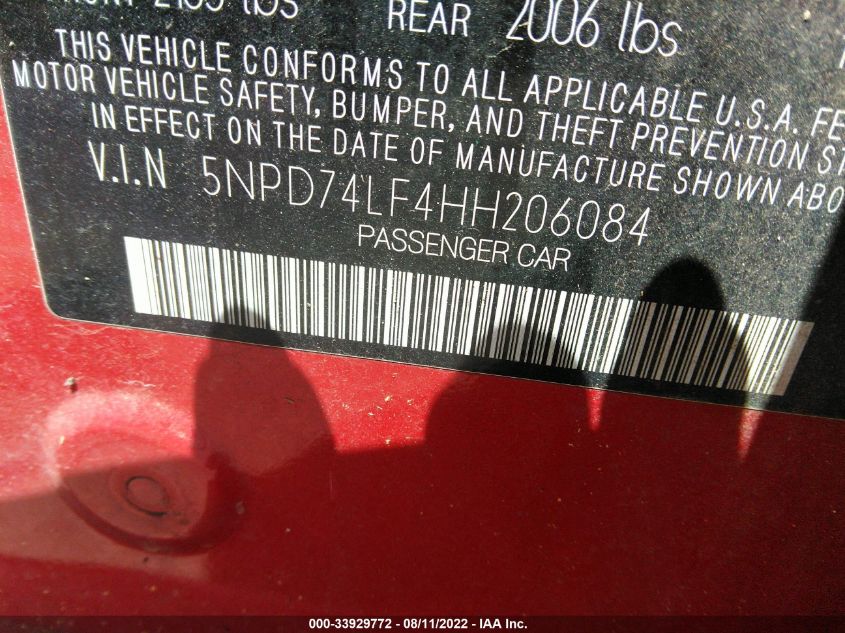 REAR 2006 lbs
THIS VEHICLE CONFORMS TO ALL APPLICABLE U.S.A. FE
MOTOR VEHICLE SAFETY, BUMPER, AND THEFT PREVENTION ST
IN EFFECT ON THE DATE OF MANUFACTURE SHOWN ABO
V.I.N 5NPD74LF4HH206084
PASSENGER CAR
000-33929772 - 08/11/2022 - IAA Inc.